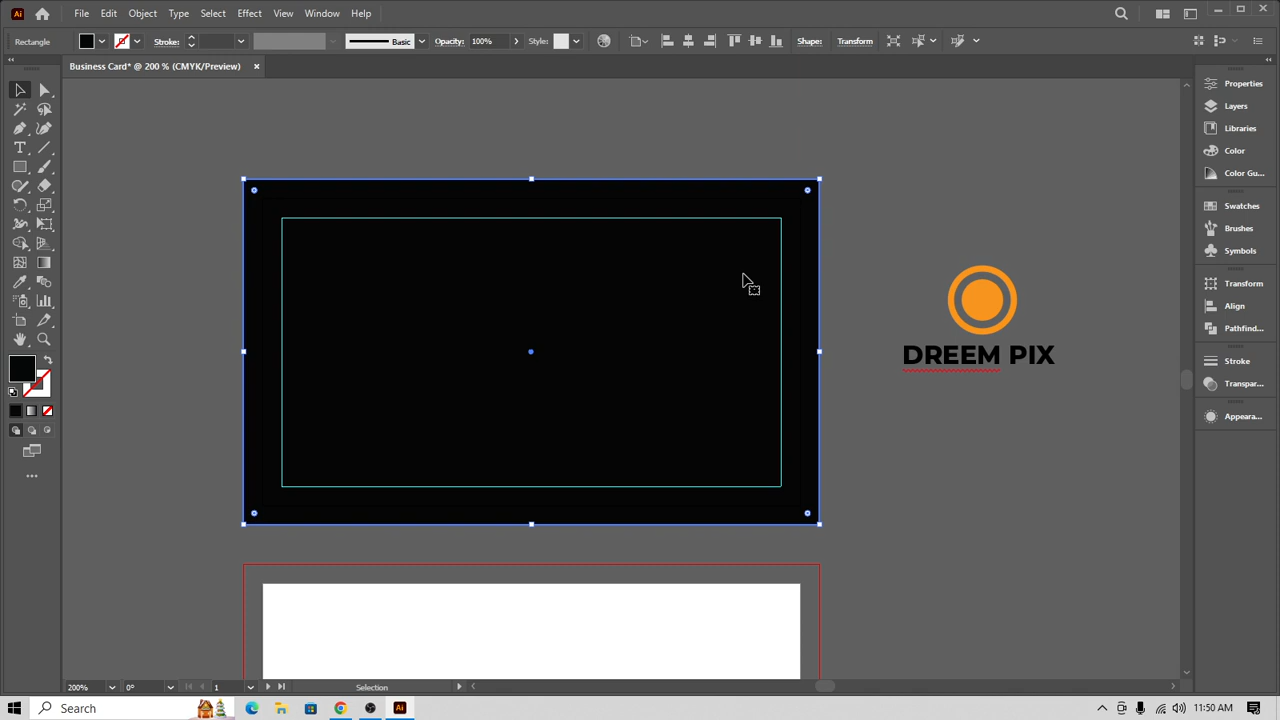 File Edit Object Type Select Effect View Window Help
Rectangle Stroke: Basic Opacity: 100% Style: Shape: Transform
Business Card* @ 200 % (CMYK/Preview)
Properties
Layers
Libraries
Color
Color Gu...
Swatches
Brushes
Symbols
Transform
Align
Pathfind...
Stroke
Transpar...
Appeara...
DREEM PIX
200% 0° 1 Selection
Search
Ai
11:50 AM